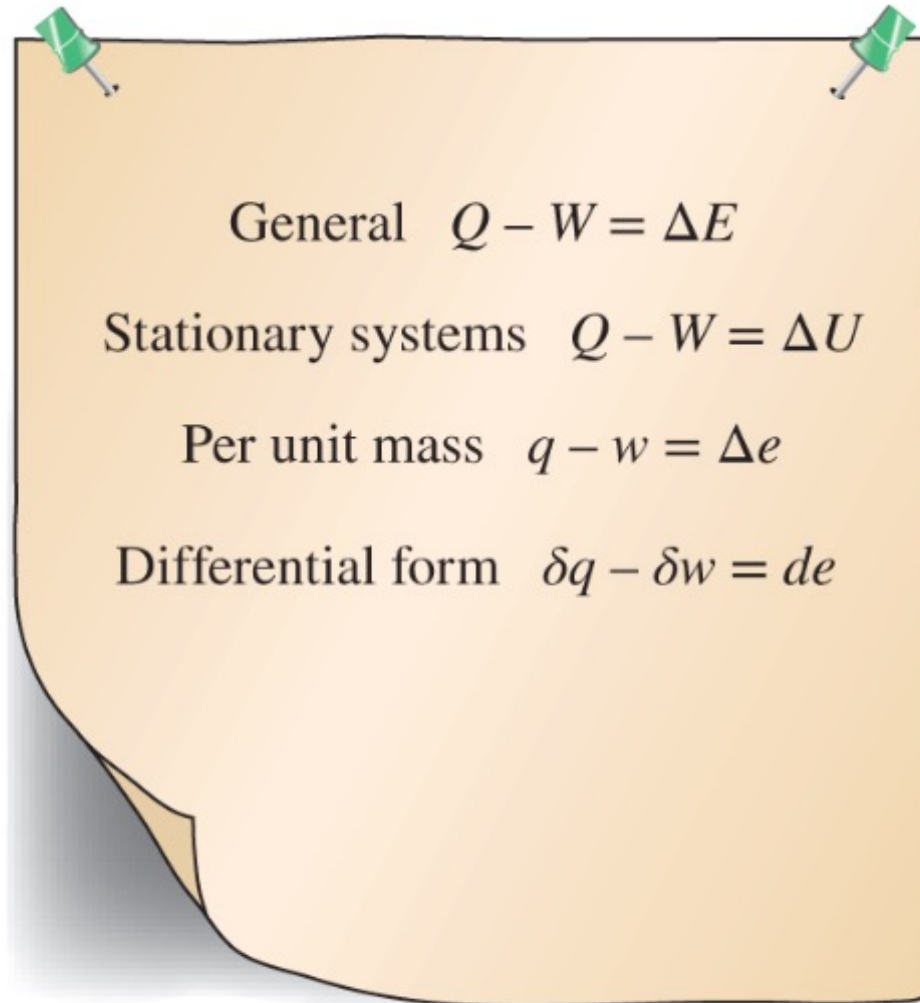 General Q – W = ΔE
Stationary systems Q – W = ΔU
Per unit mass q – w = Δe
Differential form δq – δw = de